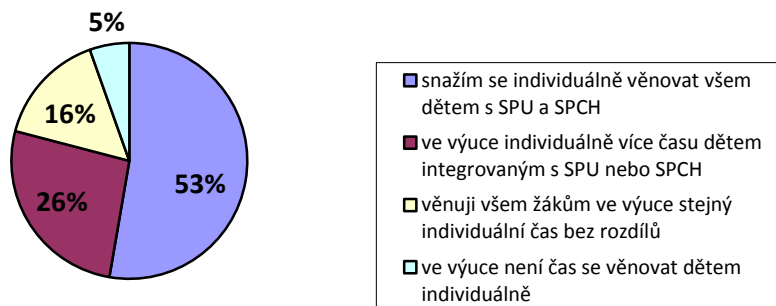 5%
16%
53%
26%
snažím se individuálně věnovat všem
dětem s SPU a SPCH
ve výuce individuálně více času dětem
integrovaným s SPU nebo SPCH
věnuji všem žákům ve výuce stejný
individuální čas bez rozdílů
ve výuce není čas se věnovat dětem
individuálně